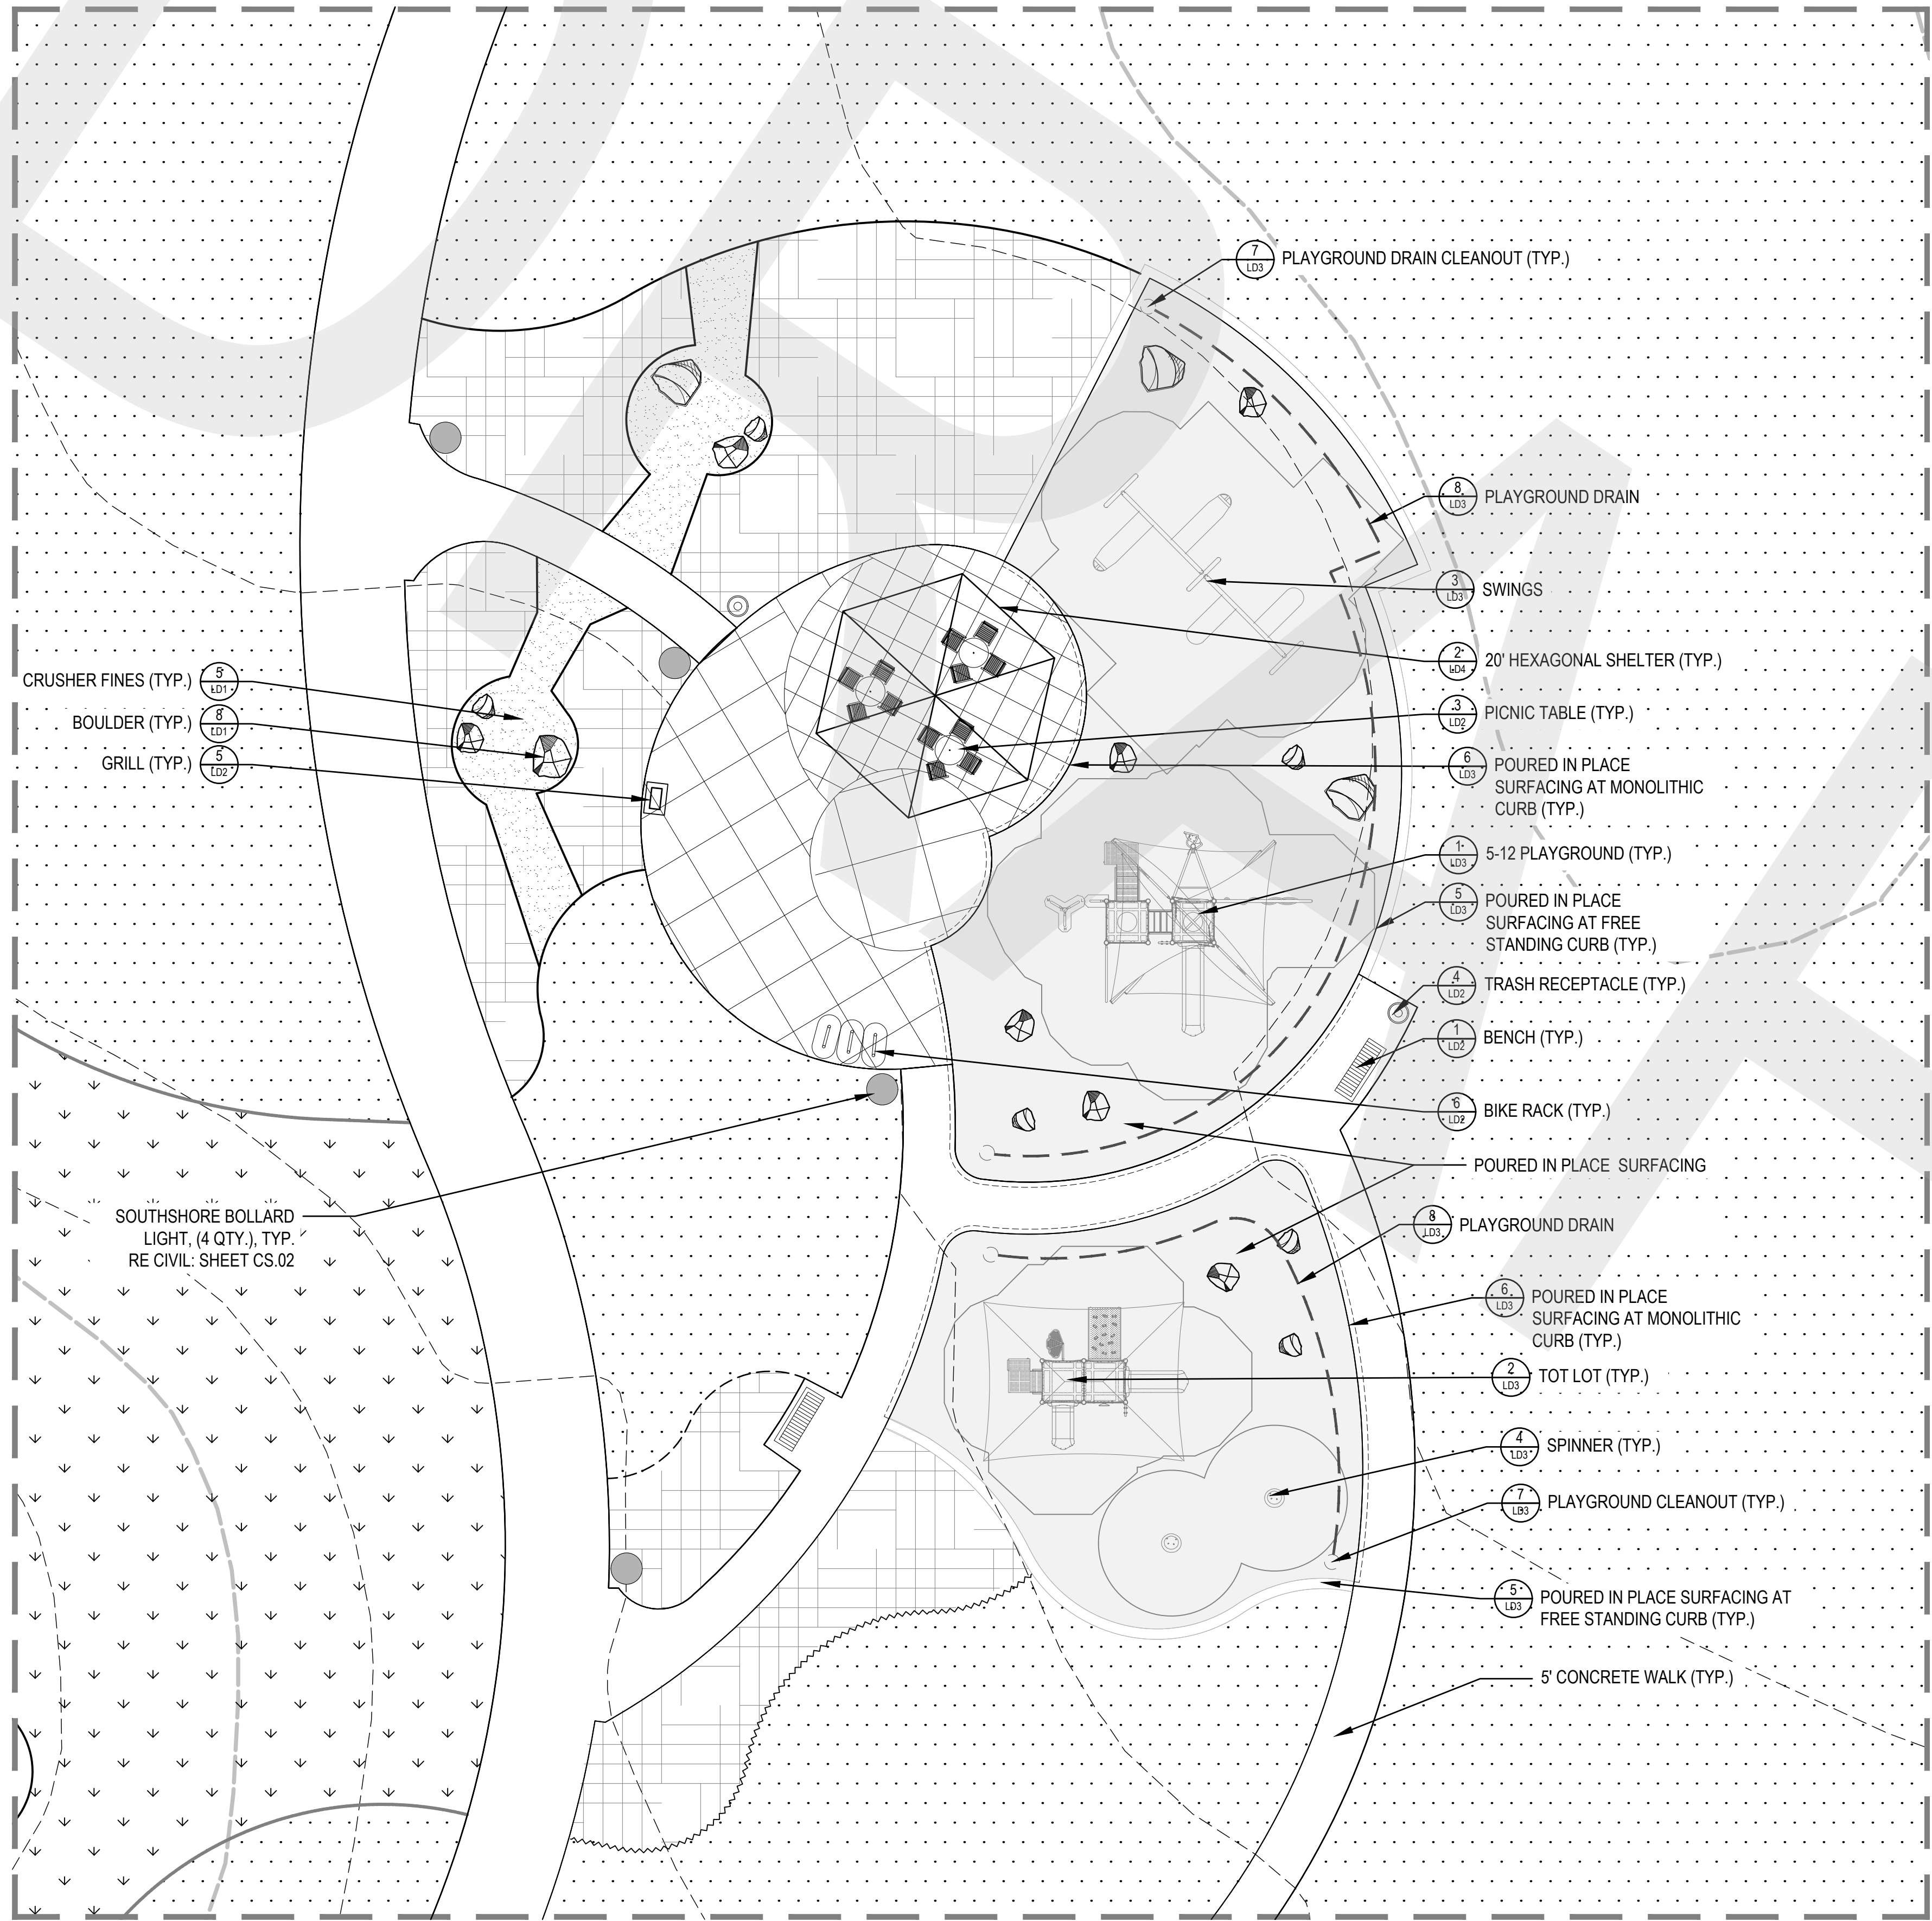 7
LD3
PLAYGROUND DRAIN CLEANOUT (TYP.)
8
LD3
PLAYGROUND DRAIN
3
LD3
SWINGS
2
LD4
20' HEXAGONAL SHELTER (TYP.)
3
LD2
PICNIC TABLE (TYP.)
6
LD3
POURED IN PLACE
SURFACING AT MONOLITHIC
CURB (TYP.)
1
LD3
5-12 PLAYGROUND (TYP.)
5
LD3
POURED IN PLACE
SURFACING AT FREE
STANDING CURB (TYP.)
4
LD2
TRASH RECEPTACLE (TYP.)
1
LD2
BENCH (TYP.)
6
LD2
BIKE RACK (TYP.)
POURED IN PLACE SURFACING
8
LD3
PLAYGROUND DRAIN
6
LD3
POURED IN PLACE
SURFACING AT MONOLITHIC
CURB (TYP.)
2
LD3
TOT LOT (TYP.)
4
LD3
SPINNER (TYP.)
7
LD3
PLAYGROUND CLEANOUT (TYP.)
5
LD3
POURED IN PLACE SURFACING AT
FREE STANDING CURB (TYP.)
5' CONCRETE WALK (TYP.)
CRUSHER FINES (TYP.)
5
LD1
BOULDER (TYP.)
8
LD1
GRILL (TYP.)
5
LD2
SOUTHSHORE BOLLARD
LIGHT, (4 QTY.), TYP.
RE CIVIL: SHEET CS.02